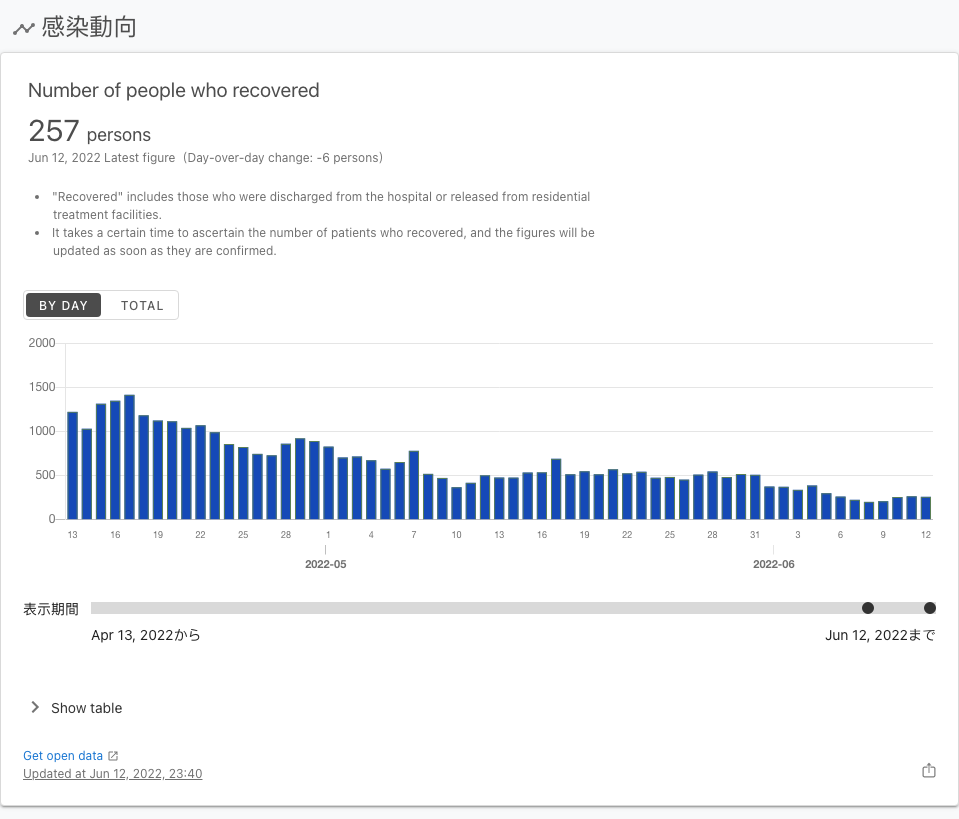 感染動向
Number of people who recovered
257 persons
Jun 12, 2022 Latest figure (Day-over-day change: -6 persons)
• "Recovered" includes those who were discharged from the hospital or released from residential
treatment facilities.
• It takes a certain time to ascertain the number of patients who recovered, and the figures will be
updated as soon as they are confirmed.
BY DAY TOTAL
2000
1500
1000
500
0
13 16 19 22 25 28 1 4 7 10 13 16 19 22 25 28 31 3 6 9 12
2022-05 2022-06
表示期間
Apr 13, 2022から Jun 12, 2022まで
Show table
Get open data
Updated at Jun 12, 2022, 23:40